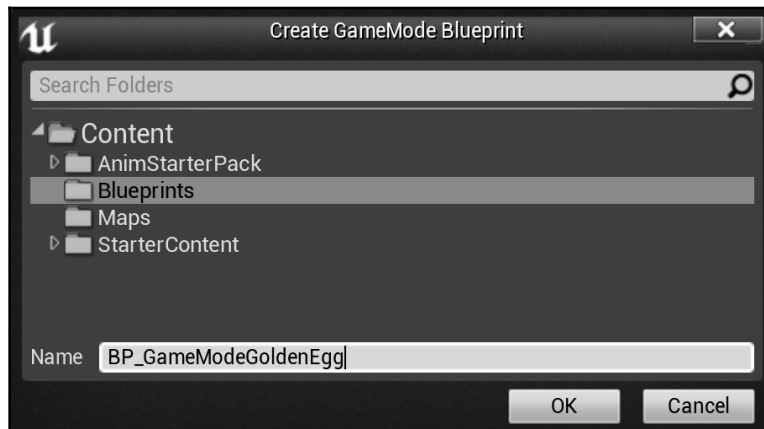 Create GameMode Blueprint
Search Folders
Content
AnimStarterPack
Blueprints
Maps
StarterContent
Name BP_GameModeGoldenEgg
OK Cancel